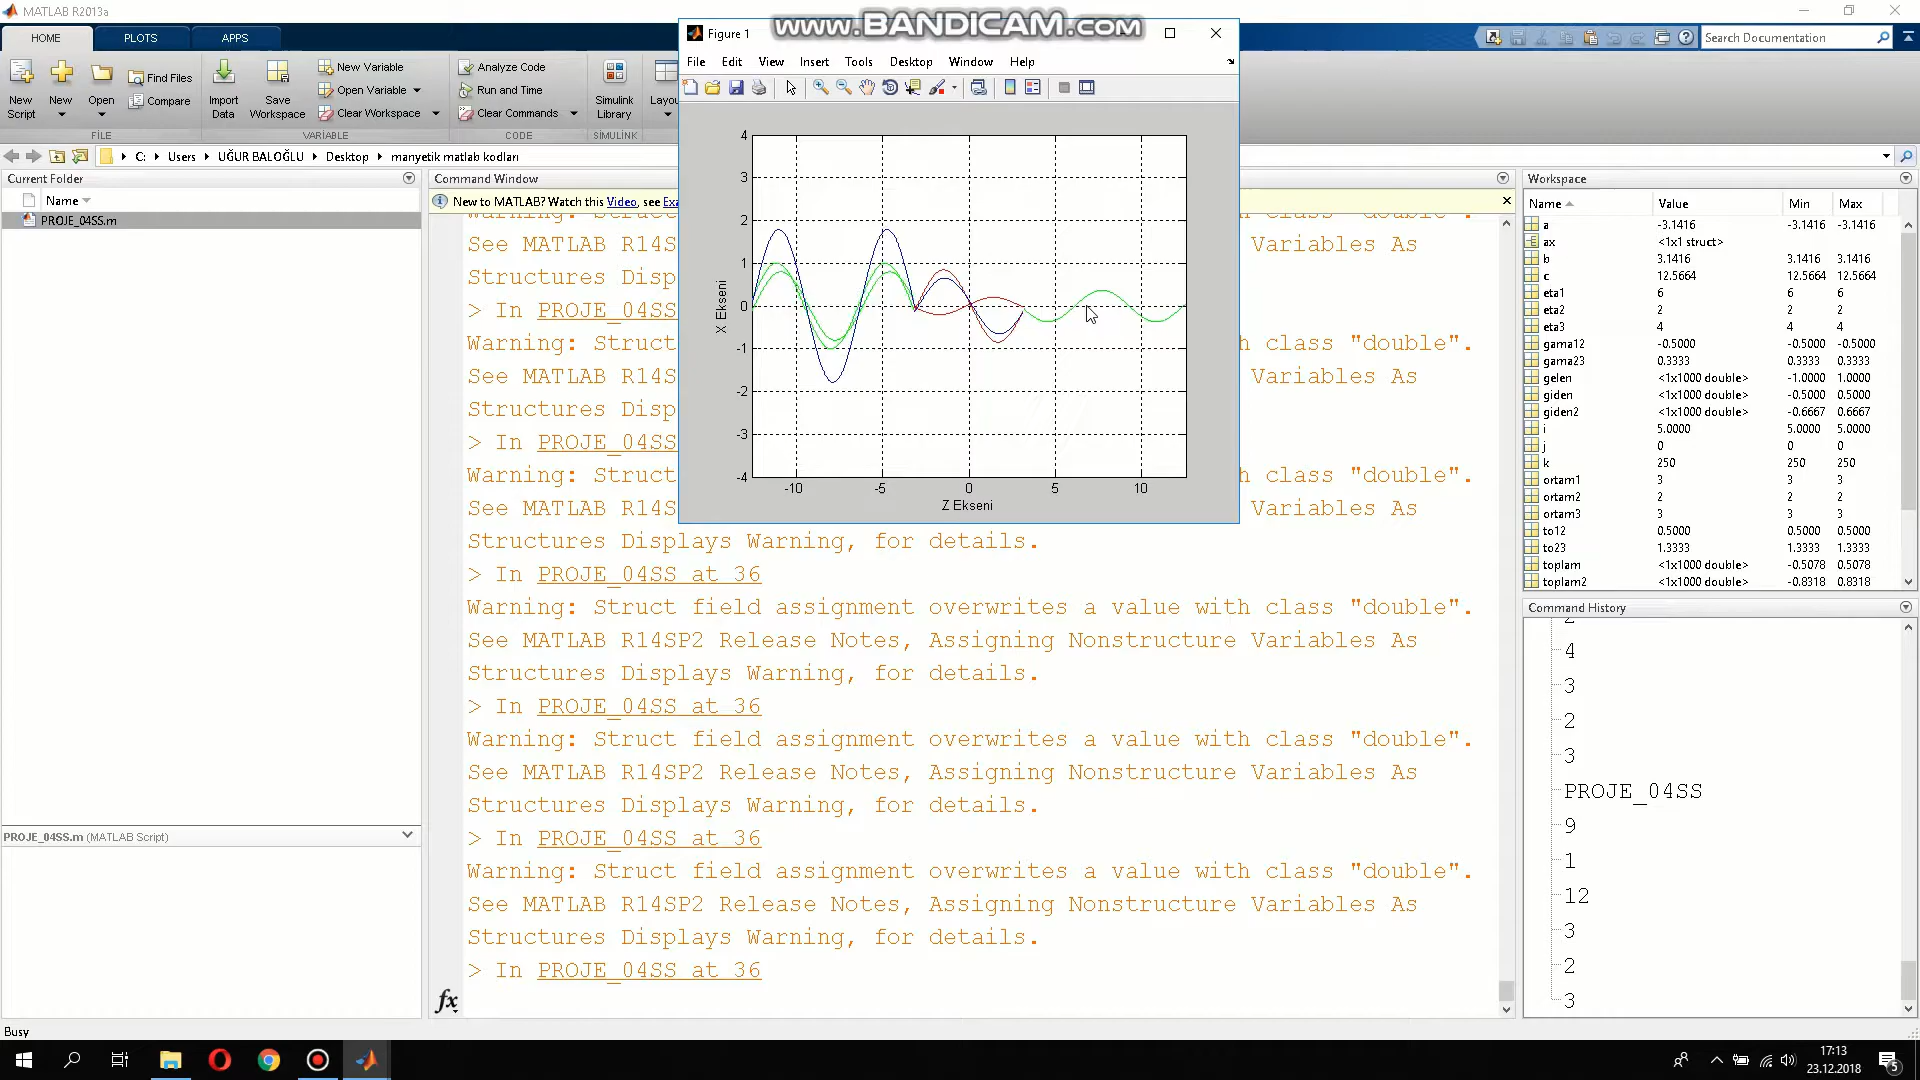 MATLAB R2013a
www.BANDICAM.com
HOME
PLOTS
APPS
Search Documentation
New Script
New
Open
Find Files
Compare
Import Data
Save Workspace
New Variable
Open Variable
Clear Workspace
Analyze Code
Run and Time
Clear Commands
Simulink Library
FILE
VARIABLE
CODE
SIMULINK
C:
Users
UĞUR BALOĞLU
Desktop
manyetik matlab kodları
Current Folder
Name
PROJE_04SS.m
PROJE_04SS.m (MATLAB Script)
Busy
Figure 1
File Edit View Insert Tools Desktop Window Help
4
3
2
1
0
-1
-2
-3
-4
X Ekseni
-10 -5 0 5 10
Z Ekseni
Command Window
New to MATLAB? Watch this Video, see
See MATLAB R14S Variables As
Structures Disp
> In PROJE_04SS
Warning: Struct h class "double".
See MATLAB R14S Variables As
Structures Disp
> In PROJE_04SS
Warning: Struct h class "double".
See MATLAB R14S Variables As
Structures Displays Warning, for details.
> In PROJE_04SS at 36
Warning: Struct field assignment overwrites a value with class "double".
See MATLAB R14SP2 Release Notes, Assigning Nonstructure Variables As
Structures Displays Warning, for details.
> In PROJE_04SS at 36
Warning: Struct field assignment overwrites a value with class "double".
See MATLAB R14SP2 Release Notes, Assigning Nonstructure Variables As
Structures Displays Warning, for details.
> In PROJE_04SS at 36
Warning: Struct field assignment overwrites a value with class "double".
See MATLAB R14SP2 Release Notes, Assigning Nonstructure Variables As
Structures Displays Warning, for details.
> In PROJE_04SS at 36
fx
Workspace
Name Value Min Max
a -3.1416 -3.1416 -3.1416
ax <1x1 struct>
b 3.1416 3.1416 3.1416
c 12.5664 12.5664 12.5664
eta1 6 6 6
eta2 2 2 2
eta3 4 4 4
gama12 -0.5000 -0.5000 -0.5000
gama23 0.3333 0.3333 0.3333
gelen <1x1000 double> -1.0000 1.0000
giden <1x1000 double> -0.5000 0.5000
giden2 <1x1000 double> -0.6667 0.6667
i 5.0000 5.0000 5.0000
j 0 0 0
k 250 250 250
ortam1 3 3 3
ortam2 2 2 2
ortam3 3 3 3
to12 0.5000 0.5000 0.5000
to23 1.3333 1.3333 1.3333
toplam <1x1000 double> -0.5078 0.5078
toplam2 <1x1000 double> -0.8318 0.8318
Command History
4
3
2
3
PROJE_04SS
9
1
12
3
2
3
17:13
23.12.2018
5